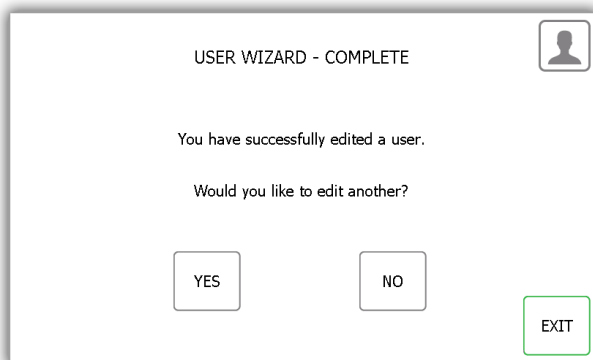 USER WIZARD - COMPLETE
You have successfully edited a user.
Would you like to edit another?
YES
NO
EXIT